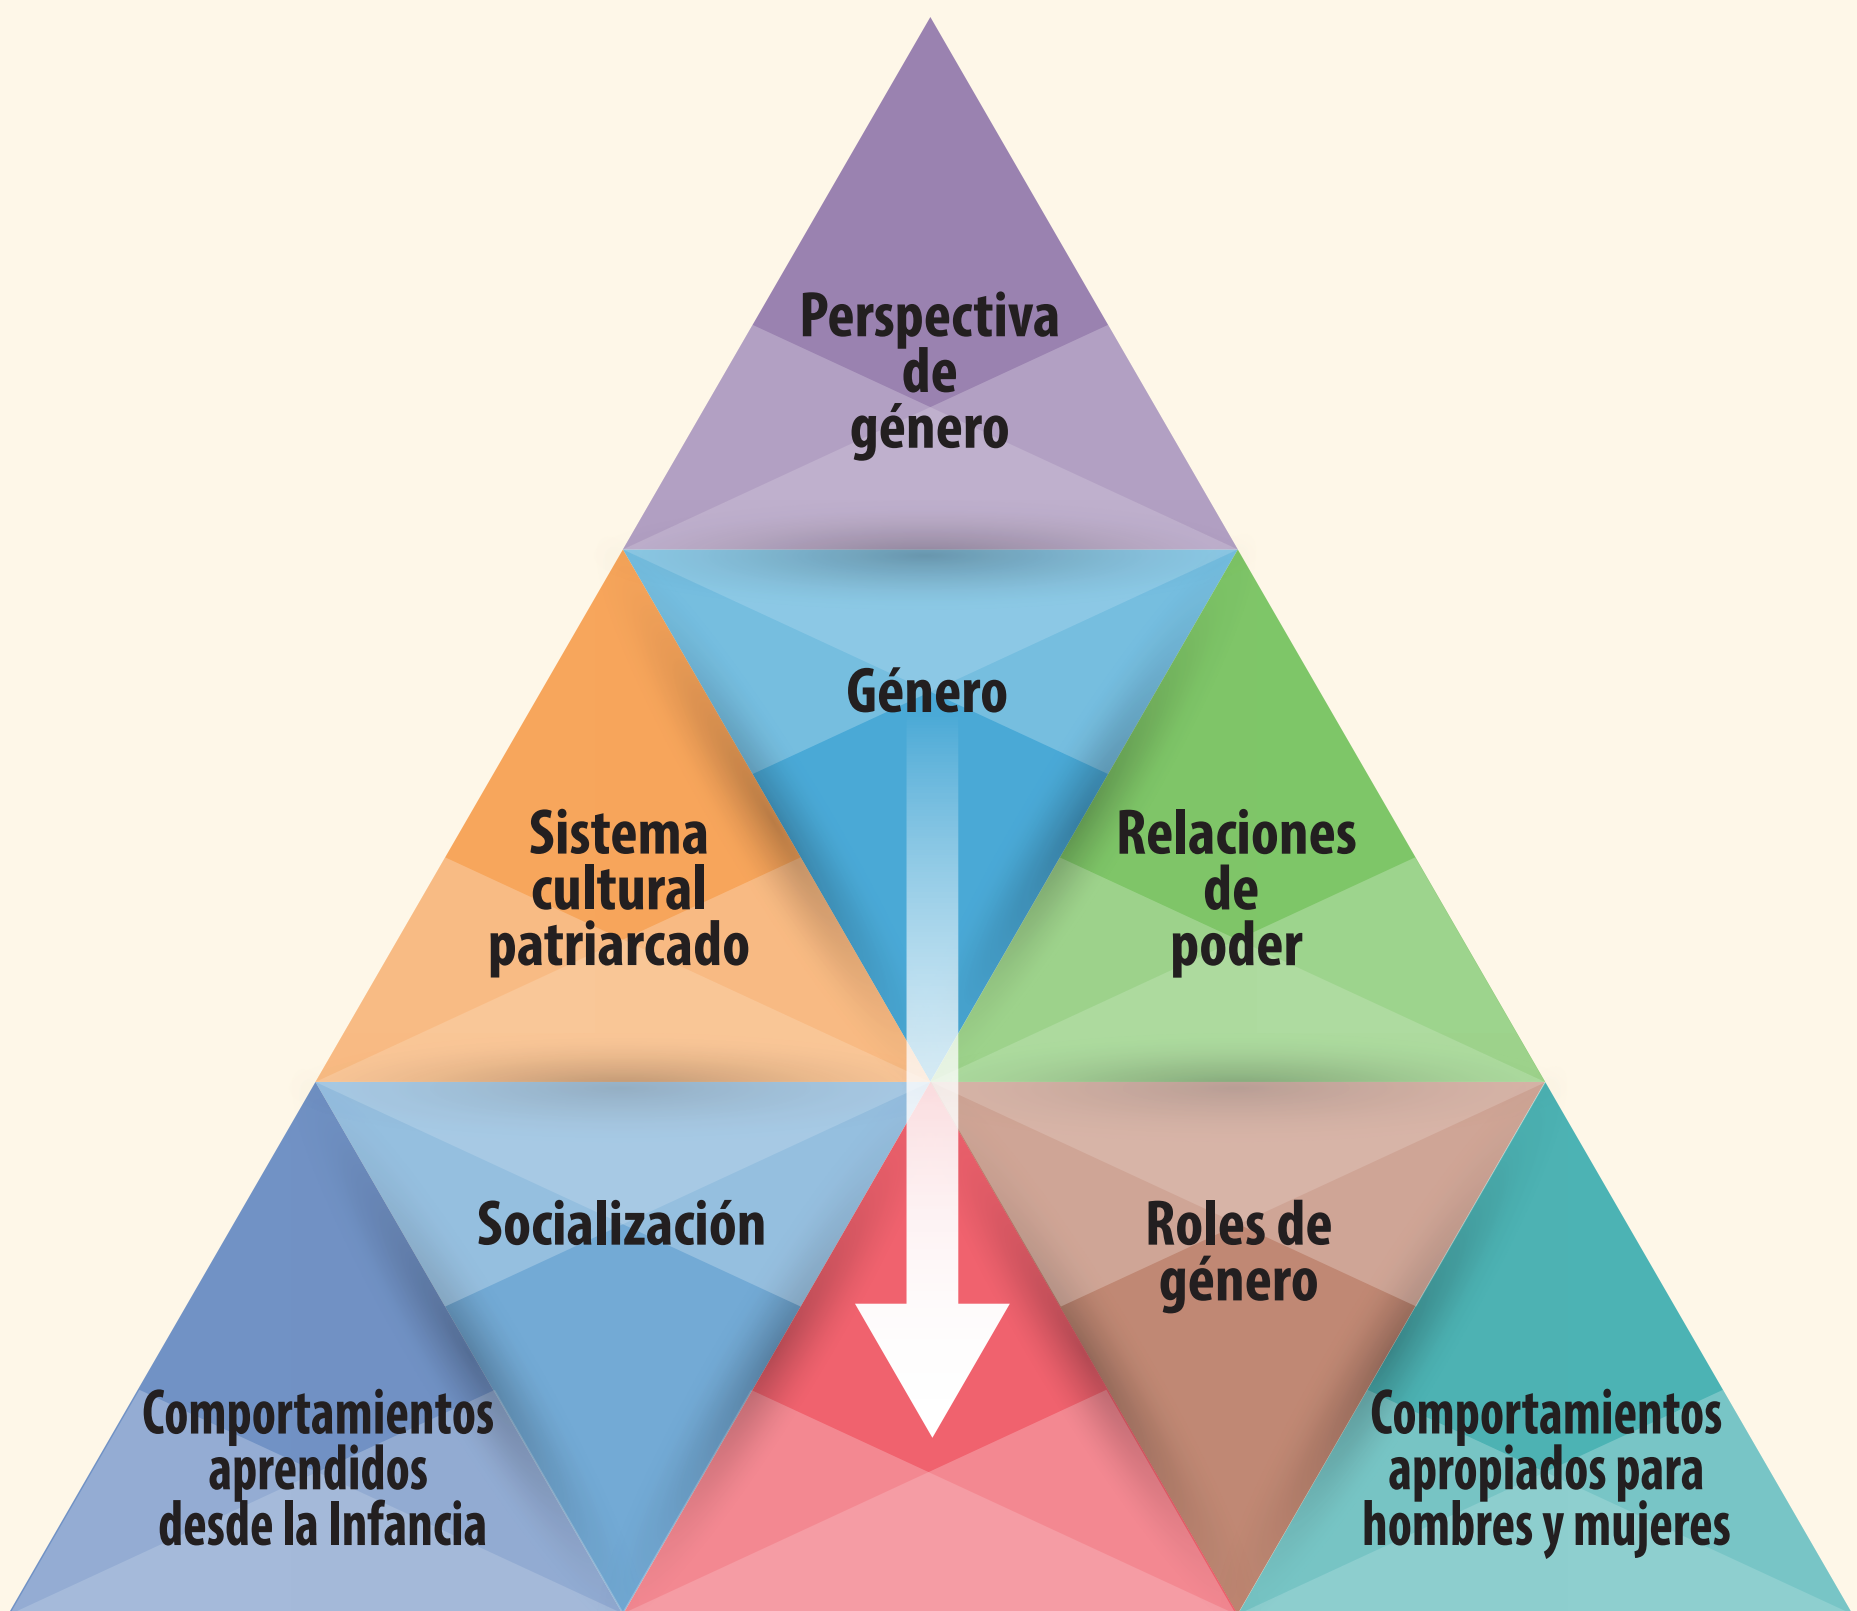 Perspectiva
de
género
Género
Sistema
cultural
patriarcado
Relaciones
de
poder
Socialización
Roles de
género
Comportamientos
aprendidos
desde la Infancia
Comportamientos
apropiados para
hombres y mujeres